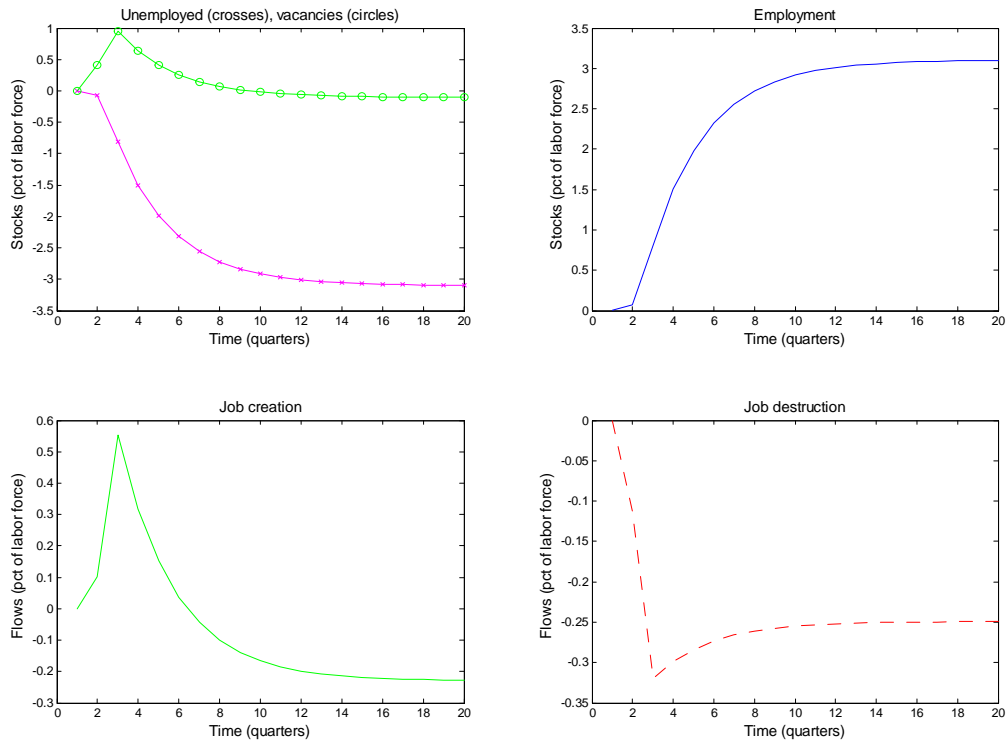 Unemployed (crosses), vacancies (circles)
1
0.5
0
-0.5
-1
-1.5
-2
-2.5
-3
-3.5
Stocks (pct of labor force)
0 2 4 6 8 10 12 14 16 18 20
Time (quarters)
Employment
3.5
3
2.5
2
1.5
1
0.5
0
Stocks (pct of labor force)
0 2 4 6 8 10 12 14 16 18 20
Time (quarters)
Job creation
0.6
0.5
0.4
0.3
0.2
0.1
0
-0.1
-0.2
-0.3
Flows (pct of labor force)
0 2 4 6 8 10 12 14 16 18 20
Time (quarters)
Job destruction
0
-0.05
-0.1
-0.15
-0.2
-0.25
-0.3
-0.35
Flows (pct of labor force)
0 2 4 6 8 10 12 14 16 18 20
Time (quarters)